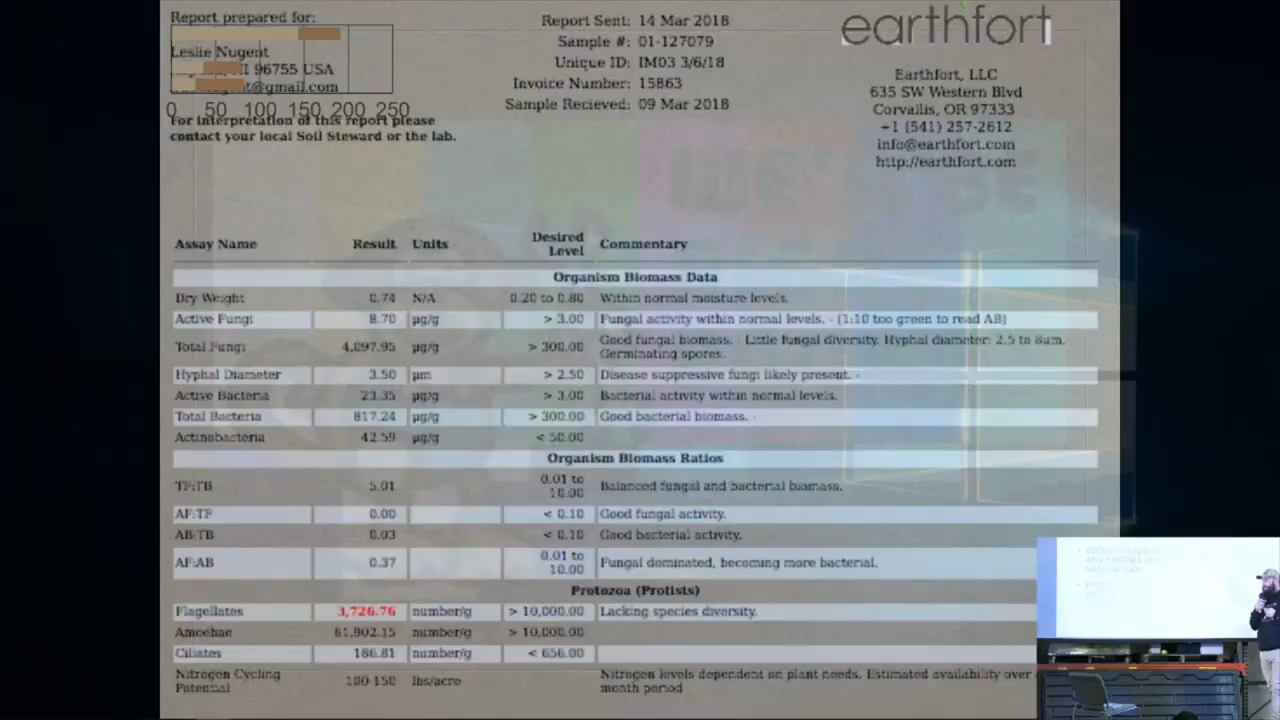 Report prepared for:
Leslie Nugent
HI 96755 USA
t@gmail.com
0 50 100 150 200 250
For interpretation of this report please
contact your local Soil Steward or the lab.
Report Sent: 14 Mar 2018
Sample #: 01-127079
Unique ID: IM03 3/6/18
Invoice Number: 15863
Sample Recieved: 09 Mar 2018
earthfort
Earthfort, LLC
635 SW Western Blvd
Corvallis, OR 97333
+1 (541) 257-2612
info@earthfort.com
http://earthfort.com
Assay Name Result Units Desired Level Commentary
Organism Biomass Data
Dry Weight 0.74 N/A 0.20 to 0.80 Within normal moisture levels.
Active Fungi 8.70 µg/g > 3.00 Fungal activity within normal levels. - (1:10 too green to read AB)
Total Fungi 4,097.95 µg/g > 300.00 Good fungal biomass. - Little fungal diversity. Hyphal diameter: 2.5 to 8um.
Germinating spores.
Hyphal Diameter 3.50 µm > 2.50 Disease suppressive fungi likely present. -
Active Bacteria 23.35 µg/g > 3.00 Bacterial activity within normal levels.
Total Bacteria 817.24 µg/g > 300.00 Good bacterial biomass. -
Actinobacteria 42.59 µg/g < 50.00
Organism Biomass Ratios
TF:TB 5.01 0.01 to 10.00 Balanced fungal and bacterial biomass.
AF:TF 0.00 < 0.10 Good fungal activity.
AB:TB 0.03 < 0.10 Good bacterial activity.
AF:AB 0.37 0.01 to 10.00 Fungal dominated, becoming more bacterial.
Protozoa (Protists)
Flagellates 3,726.76 number/g > 10,000.00 Lacking species diversity.
Amoebae 61,902.15 number/g > 10,000.00
Ciliates 186.81 number/g < 656.00
Nitrogen Cycling Potential 100-150 lbs/acre Nitrogen levels dependent on plant needs. Estimated availability over
month period